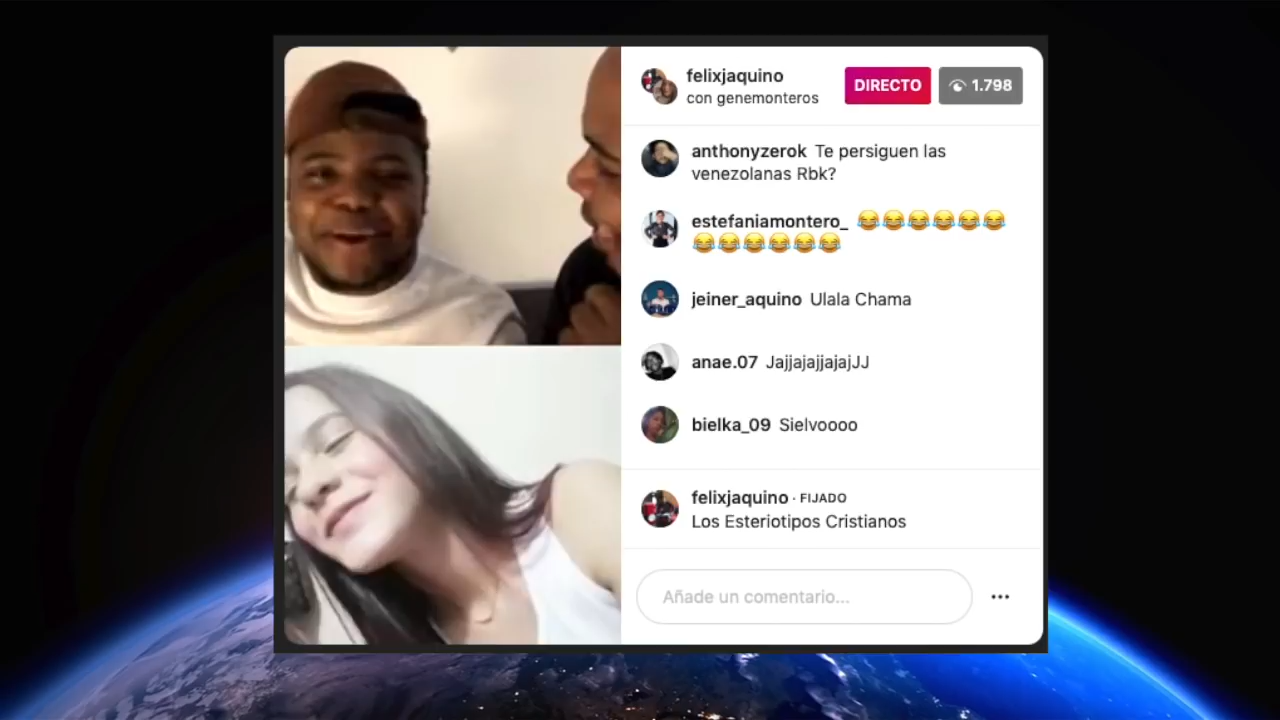 felixjaquino
con genemonteros
DIRECTO
1.798
anthonyzerok Te persiguen las
venezolanas Rbk?
estefaniamontero_ 😂😂😂😂😂😂
😂😂😂😂😂😂
jeiner_aquino Ulala Chama
anae.07 JajjajajjajajJJ
bielka_09 Sielvoooo
felixjaquino · FIJADO
Los Esteriotipos Cristianos
Añade un comentario...